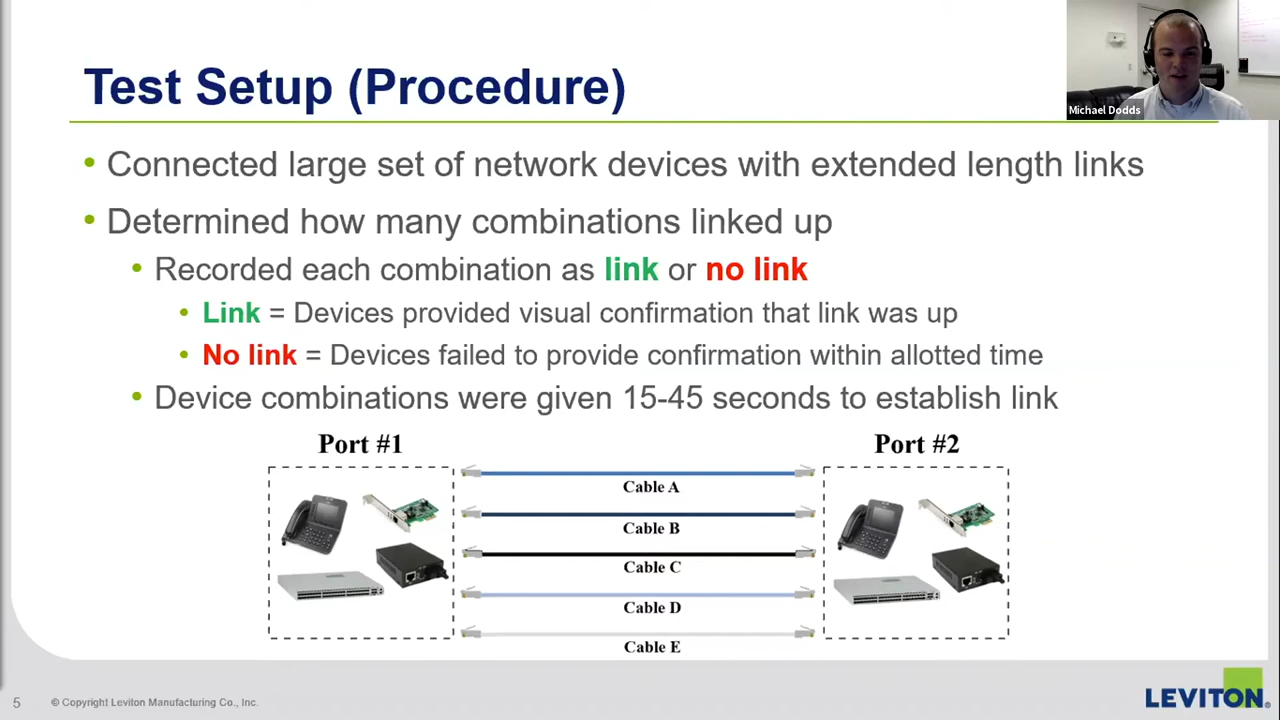 Test Setup (Procedure)
Michael Dodds
• Connected large set of network devices with extended length links
• Determined how many combinations linked up
• Recorded each combination as link or no link
• Link = Devices provided visual confirmation that link was up
• No link = Devices failed to provide confirmation within allotted time
• Device combinations were given 15-45 seconds to establish link
Port #1
Port #2
Cable A
Cable B
Cable C
Cable D
Cable E
5
© Copyright Leviton Manufacturing Co., Inc.
LEVITON®